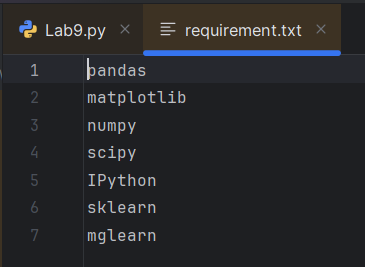 Lab9.py requirement.txt
1 pandas
2 matplotlib
3 numpy
4 scipy
5 IPython
6 sklearn
7 mglearn